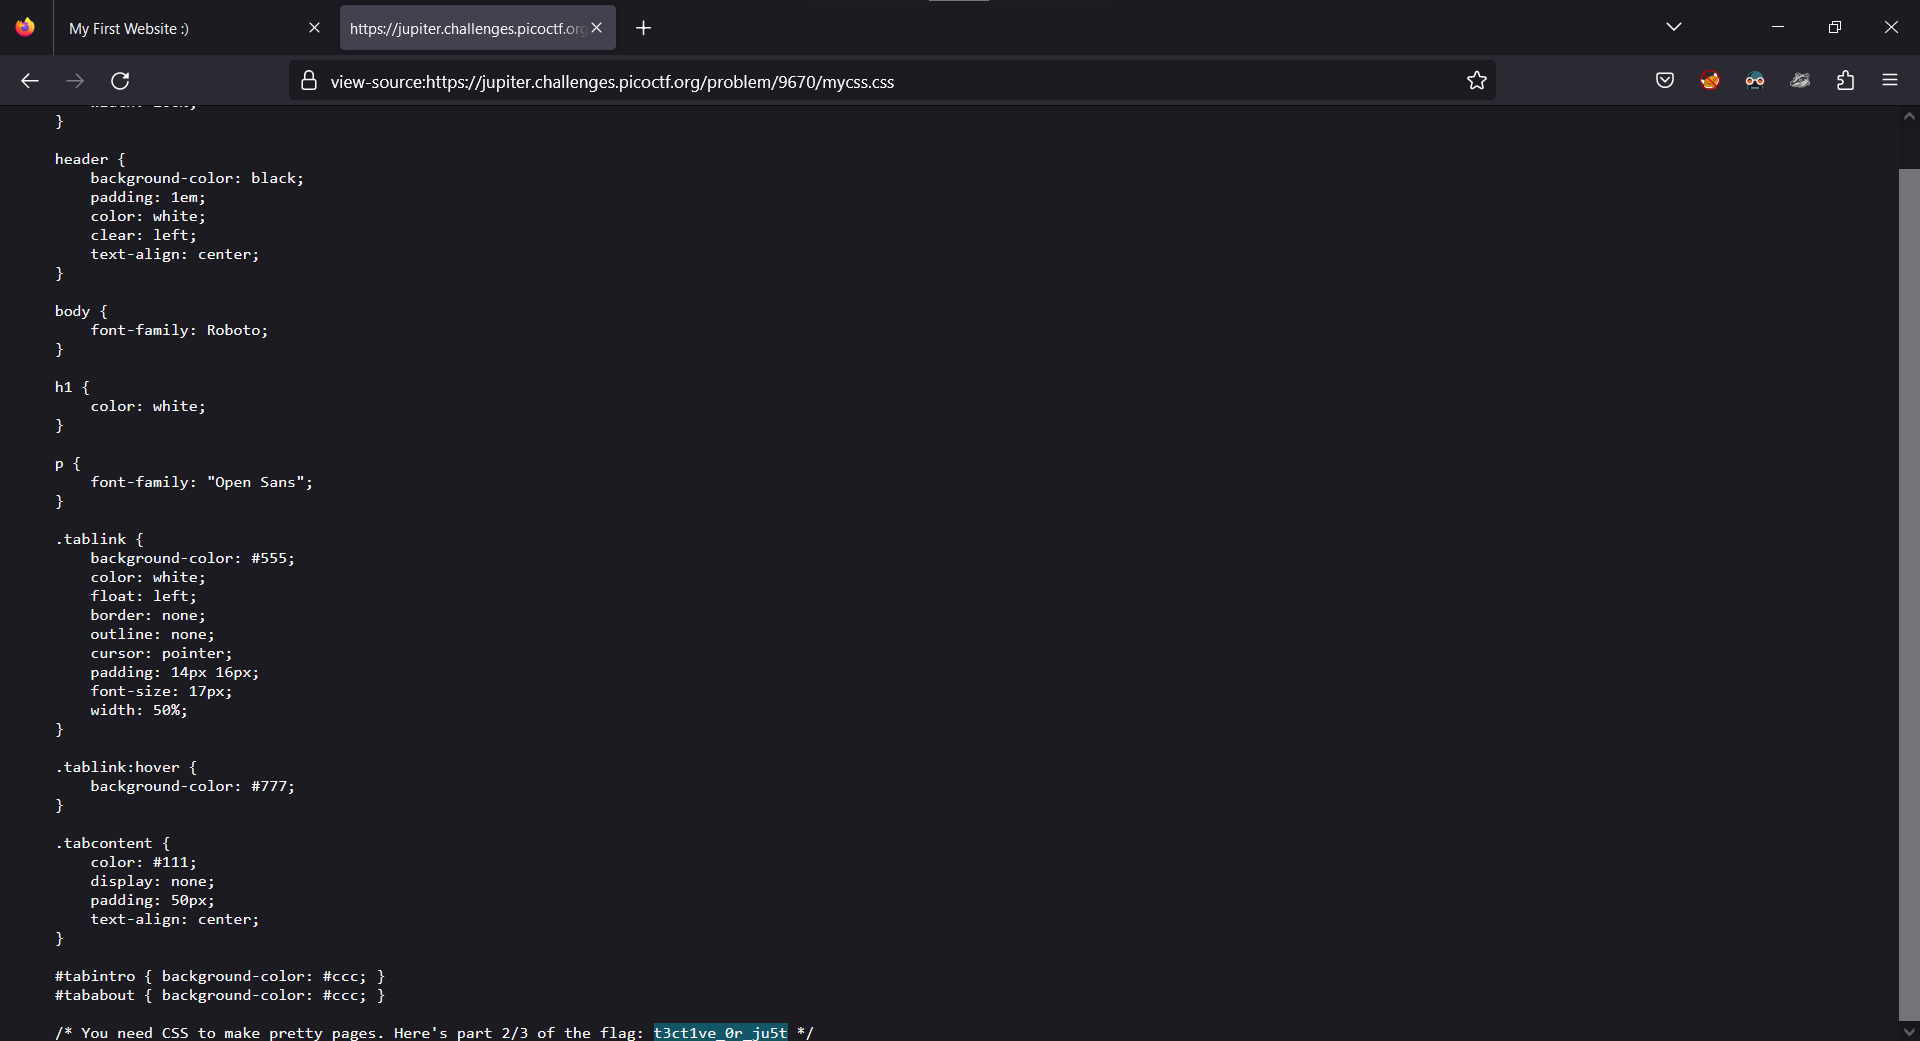 My First Website :)
https://jupiter.challenges.picoctf.org
view-source:https://jupiter.challenges.picoctf.org/problem/9670/mycss.css
}
header {
background-color: black;
padding: 1em;
color: white;
clear: left;
text-align: center;
}
body {
font-family: Roboto;
}
h1 {
color: white;
}
p {
font-family: "Open Sans";
}
.tablink {
background-color: #555;
color: white;
float: left;
border: none;
outline: none;
cursor: pointer;
padding: 14px 16px;
font-size: 17px;
width: 50%;
}
.tablink:hover {
background-color: #777;
}
.tabcontent {
color: #111;
display: none;
padding: 50px;
text-align: center;
}
#tabintro { background-color: #ccc; }
#tababout { background-color: #ccc; }
/* You need CSS to make pretty pages. Here's part 2/3 of the flag: t3ct1ve_0r_ju5t */